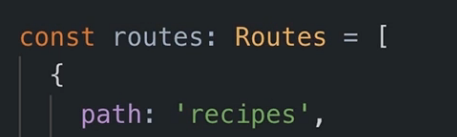 const routes: Routes = [
{
path: 'recipes',